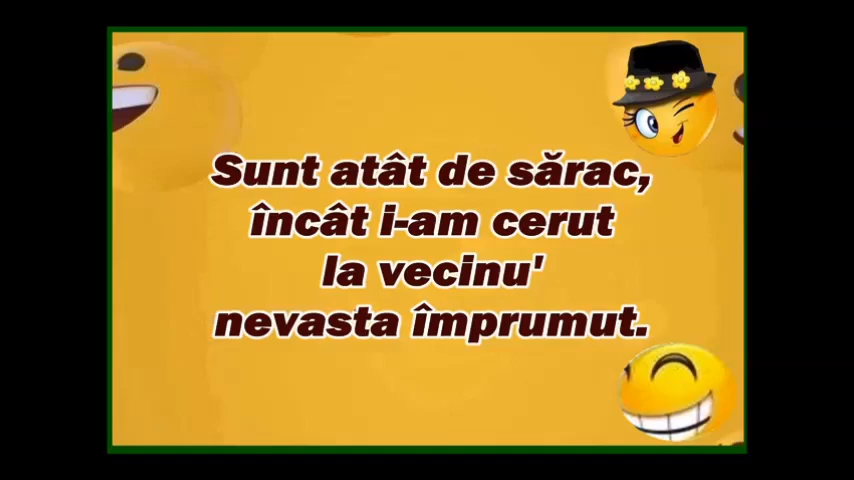 Sunt atât de sărac,
încât i-am cerut
la vecinu'
nevasta împrumut.